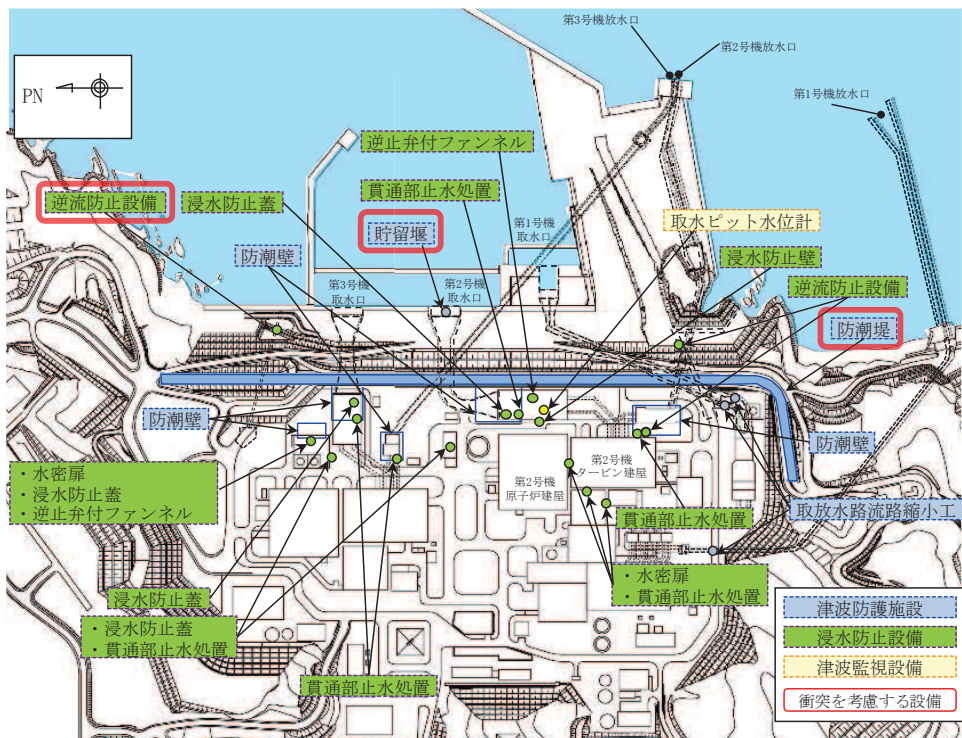 第3号機放水口
第2号機放水口
第1号機放水口
PN
逆止弁付ファンネル
貫通部止水処置
逆流防止設備
浸水防止蓋
貯留堰
第1号機
取水口
取水ピット水位計
浸水防止壁
防潮壁
第3号機
取水口
第2号機
取水口
逆流防止設備
防潮堤
防潮壁
防潮壁
第2号機
タービン建屋
第2号機
原子炉建屋
・水密扉
・浸水防止蓋
・逆止弁付ファンネル
取放水路流路縮小工
貫通部止水処置
・水密扉
・貫通部止水処置
浸水防止蓋
・浸水防止蓋
・貫通部止水処置
貫通部止水処置
津波防護施設
浸水防止設備
津波監視設備
衝突を考慮する設備